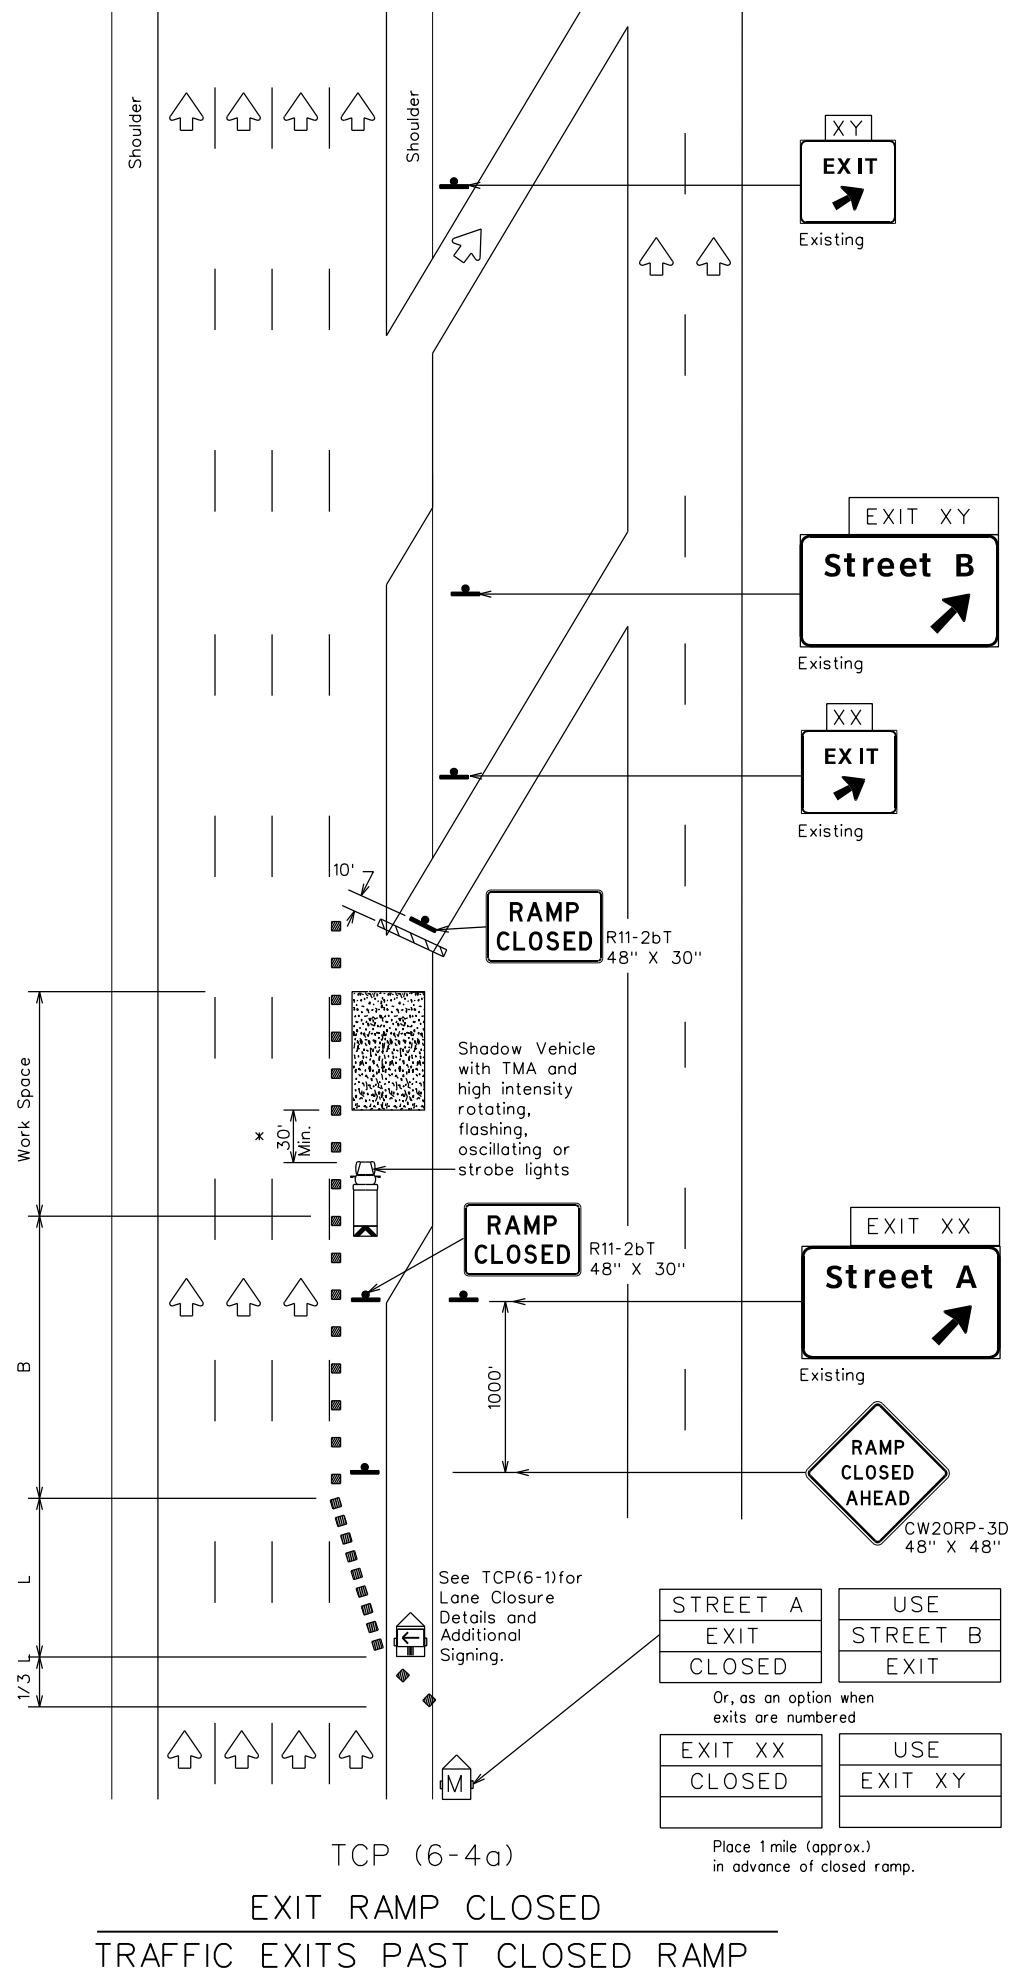 Shoulder
Shoulder
XY
EXIT
Existing
EXIT XY
Street B
Existing
XX
EXIT
Existing
10'
RAMP
CLOSED
R11-2bT
48" X 30"
Work Space
*
30'
Min.
Shadow Vehicle
with TMA and
high intensity
rotating,
flashing,
oscillating or
strobe lights
RAMP
CLOSED
R11-2bT
48" X 30"
EXIT XX
Street A
Existing
B
1000'
RAMP
CLOSED
AHEAD
CW20RP-3D
48" X 48"
L
See TCP(6-1)for
Lane Closure
Details and
Additional
Signing.
1/3 L
STREET A
EXIT
CLOSED
USE
STREET B
EXIT
Or, as an option when
exits are numbered
EXIT XX
CLOSED
USE
EXIT XY
M
Place 1 mile (approx.)
in advance of closed ramp.
TCP (6-4a)
EXIT RAMP CLOSED
TRAFFIC EXITS PAST CLOSED RAMP